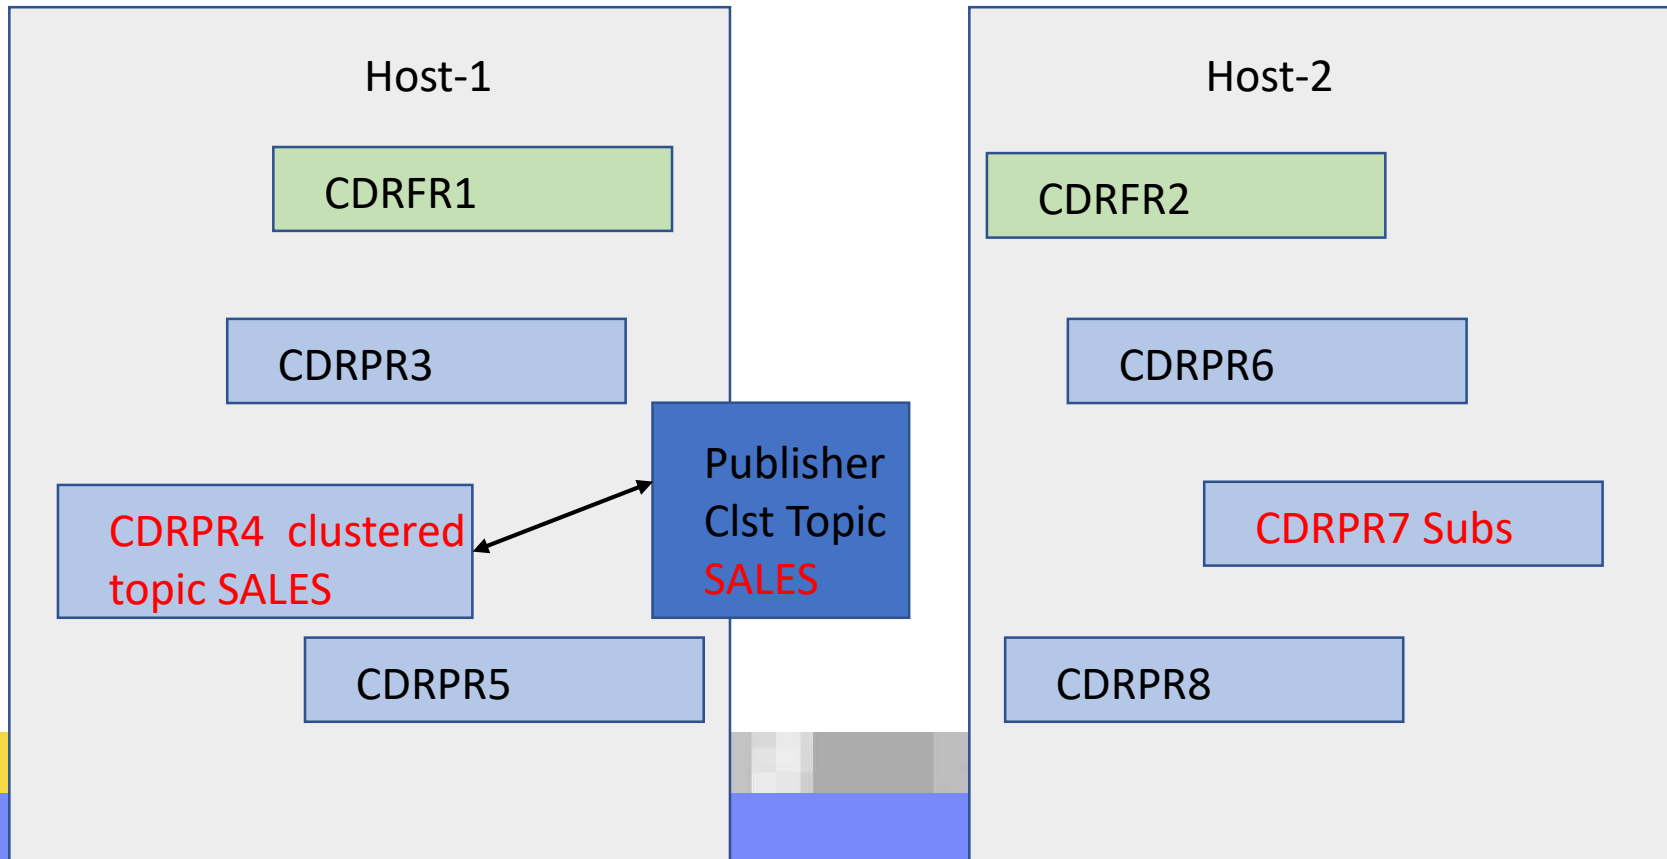 Host-1
CDRFR1
CDRPR3
CDRPR4 clustered
topic SALES
CDRPR5
Publisher
Clst Topic
SALES
Host-2
CDRFR2
CDRPR6
CDRPR7 Subs
CDRPR8